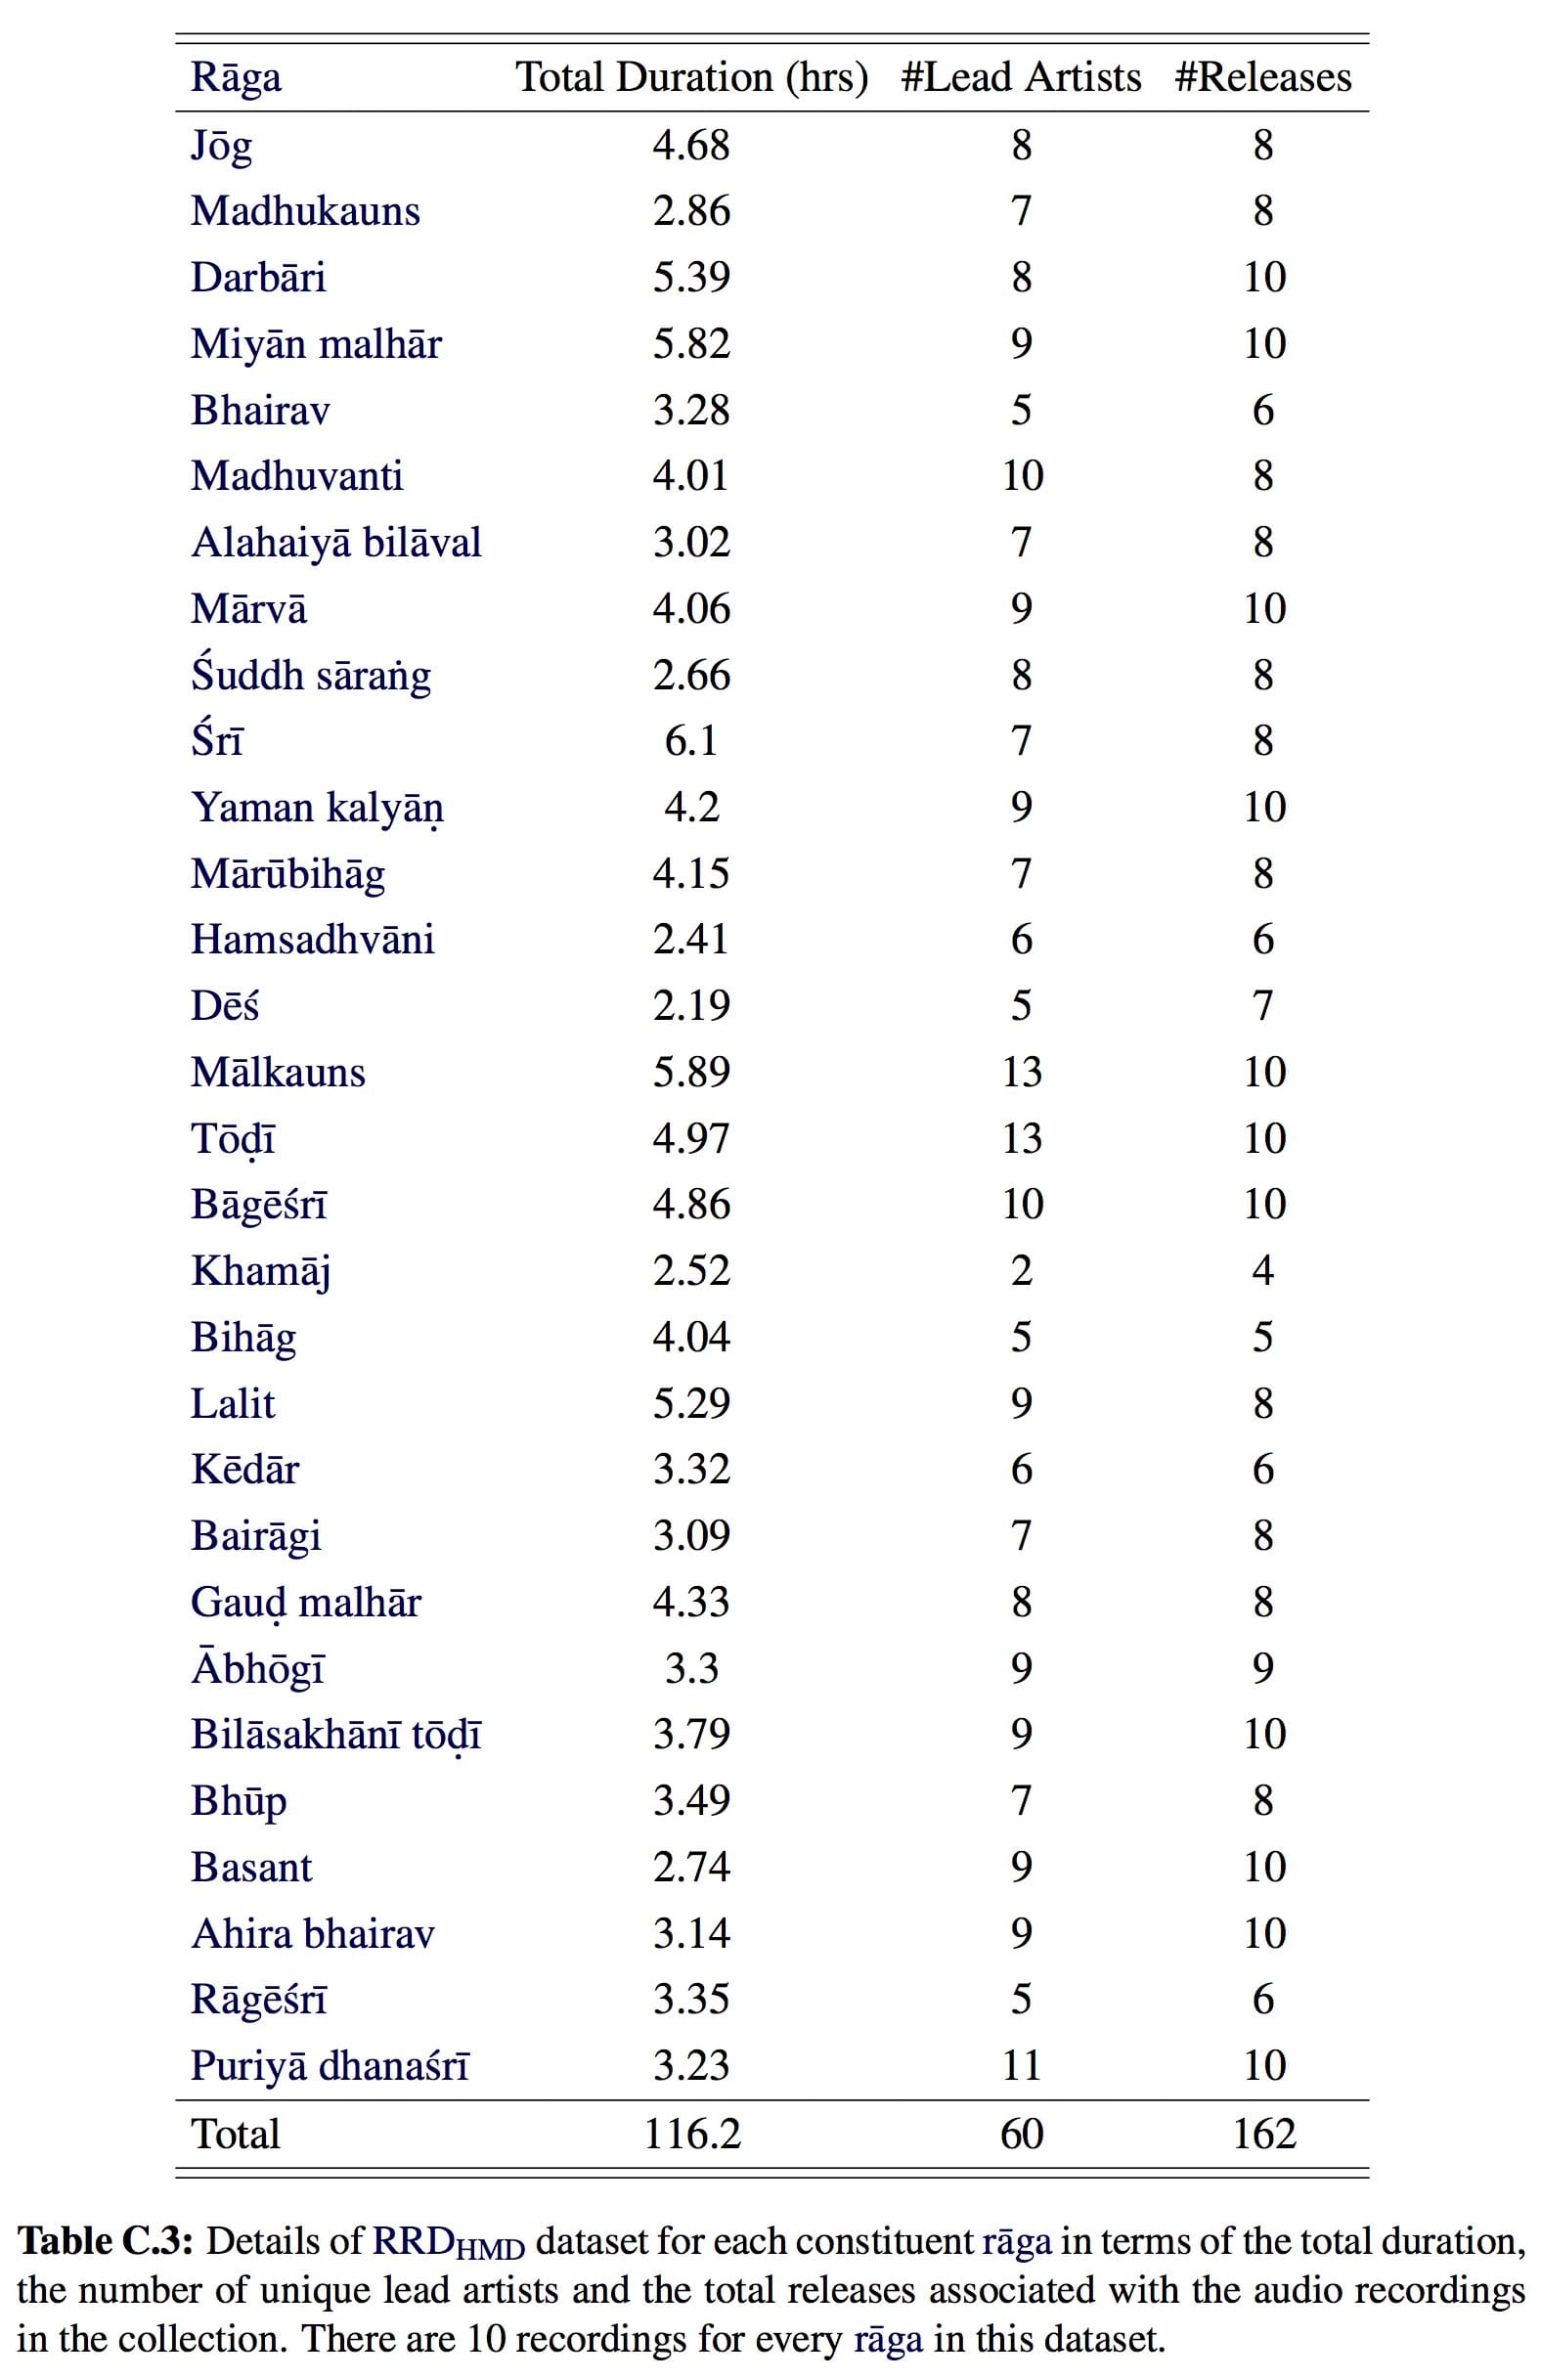 Rāga Total Duration (hrs) #Lead Artists #Releases
Jōg 4.68 8 8
Madhukauns 2.86 7 8
Darbāri 5.39 8 10
Miyān malhār 5.82 9 10
Bhairav 3.28 5 6
Madhuvanti 4.01 10 8
Alahaiyā bilāval 3.02 7 8
Mārvā 4.06 9 10
Śuddh sāraṅg 2.66 8 8
Śrī 6.1 7 8
Yaman kalyāṇ 4.2 9 10
Mārūbihāg 4.15 7 8
Hamsadhvāni 2.41 6 6
Dēś 2.19 5 7
Mālkauns 5.89 13 10
Tōḍī 4.97 13 10
Bāgēśrī 4.86 10 10
Khamāj 2.52 2 4
Bihāg 4.04 5 5
Lalit 5.29 9 8
Kēdār 3.32 6 6
Bairāgi 3.09 7 8
Gauḍ malhār 4.33 8 8
Ābhōgī 3.3 9 9
Bilāsakhānī tōḍī 3.79 9 10
Bhūp 3.49 7 8
Basant 2.74 9 10
Ahira bhairav 3.14 9 10
Rāgēśrī 3.35 5 6
Puriyā dhanaśrī 3.23 11 10
Total 116.2 60 162
Table C.3: Details of RRDHMD dataset for each constituent rāga in terms of the total duration,
the number of unique lead artists and the total releases associated with the audio recordings
in the collection. There are 10 recordings for every rāga in this dataset.